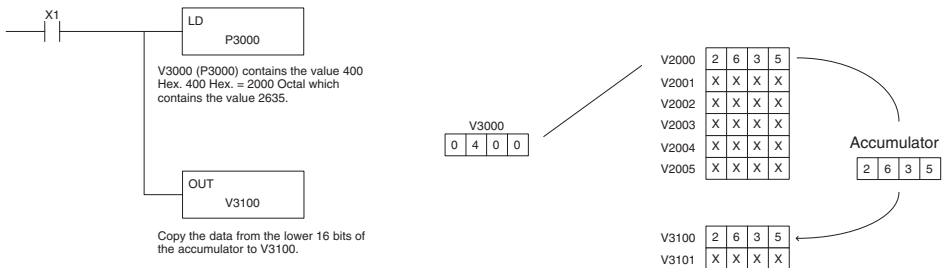 X1
LD
P3000
V3000 (P3000) contains the value 400
Hex. 400 Hex. = 2000 Octal which
contains the value 2635.
OUT
V3100
Copy the data from the lower 16 bits of
the accumulator to V3100.
V3000
0 4 0 0
V2000 2 6 3 5
V2001 X X X X
V2002 X X X X
V2003 X X X X
V2004 X X X X
V2005 X X X X
Accumulator
2 6 3 5
V3100 2 6 3 5
V3101 X X X X